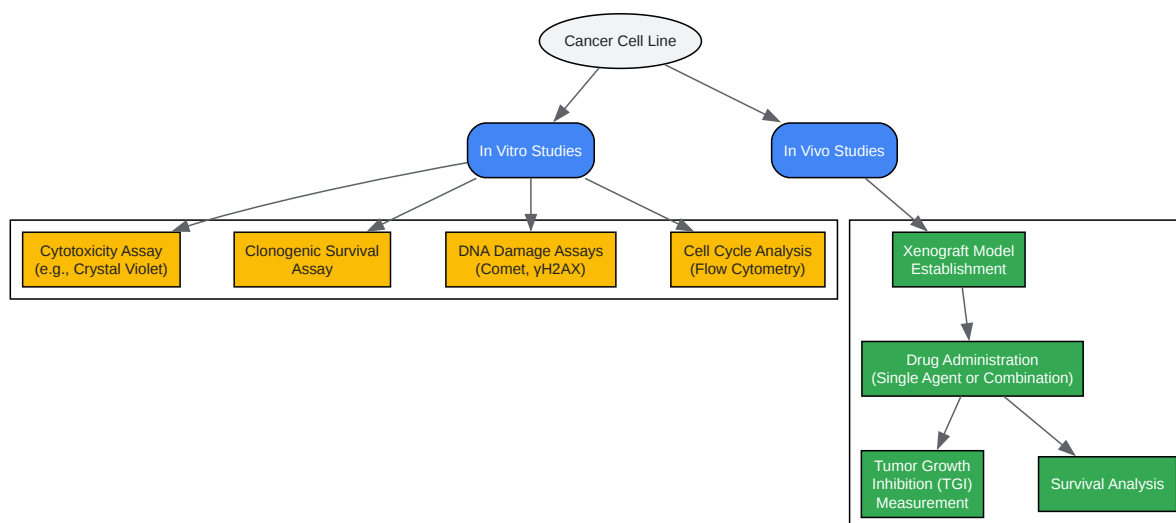 Cancer Cell Line
In Vitro Studies
In Vivo Studies
Cytotoxicity Assay
(e.g., Crystal Violet)
Clonogenic Survival
Assay
DNA Damage Assays
(Comet, γH2AX)
Cell Cycle Analysis
(Flow Cytometry)
Xenograft Model
Establishment
Drug Administration
(Single Agent or Combination)
Tumor Growth
Inhibition (TGI)
Measurement
Survival Analysis